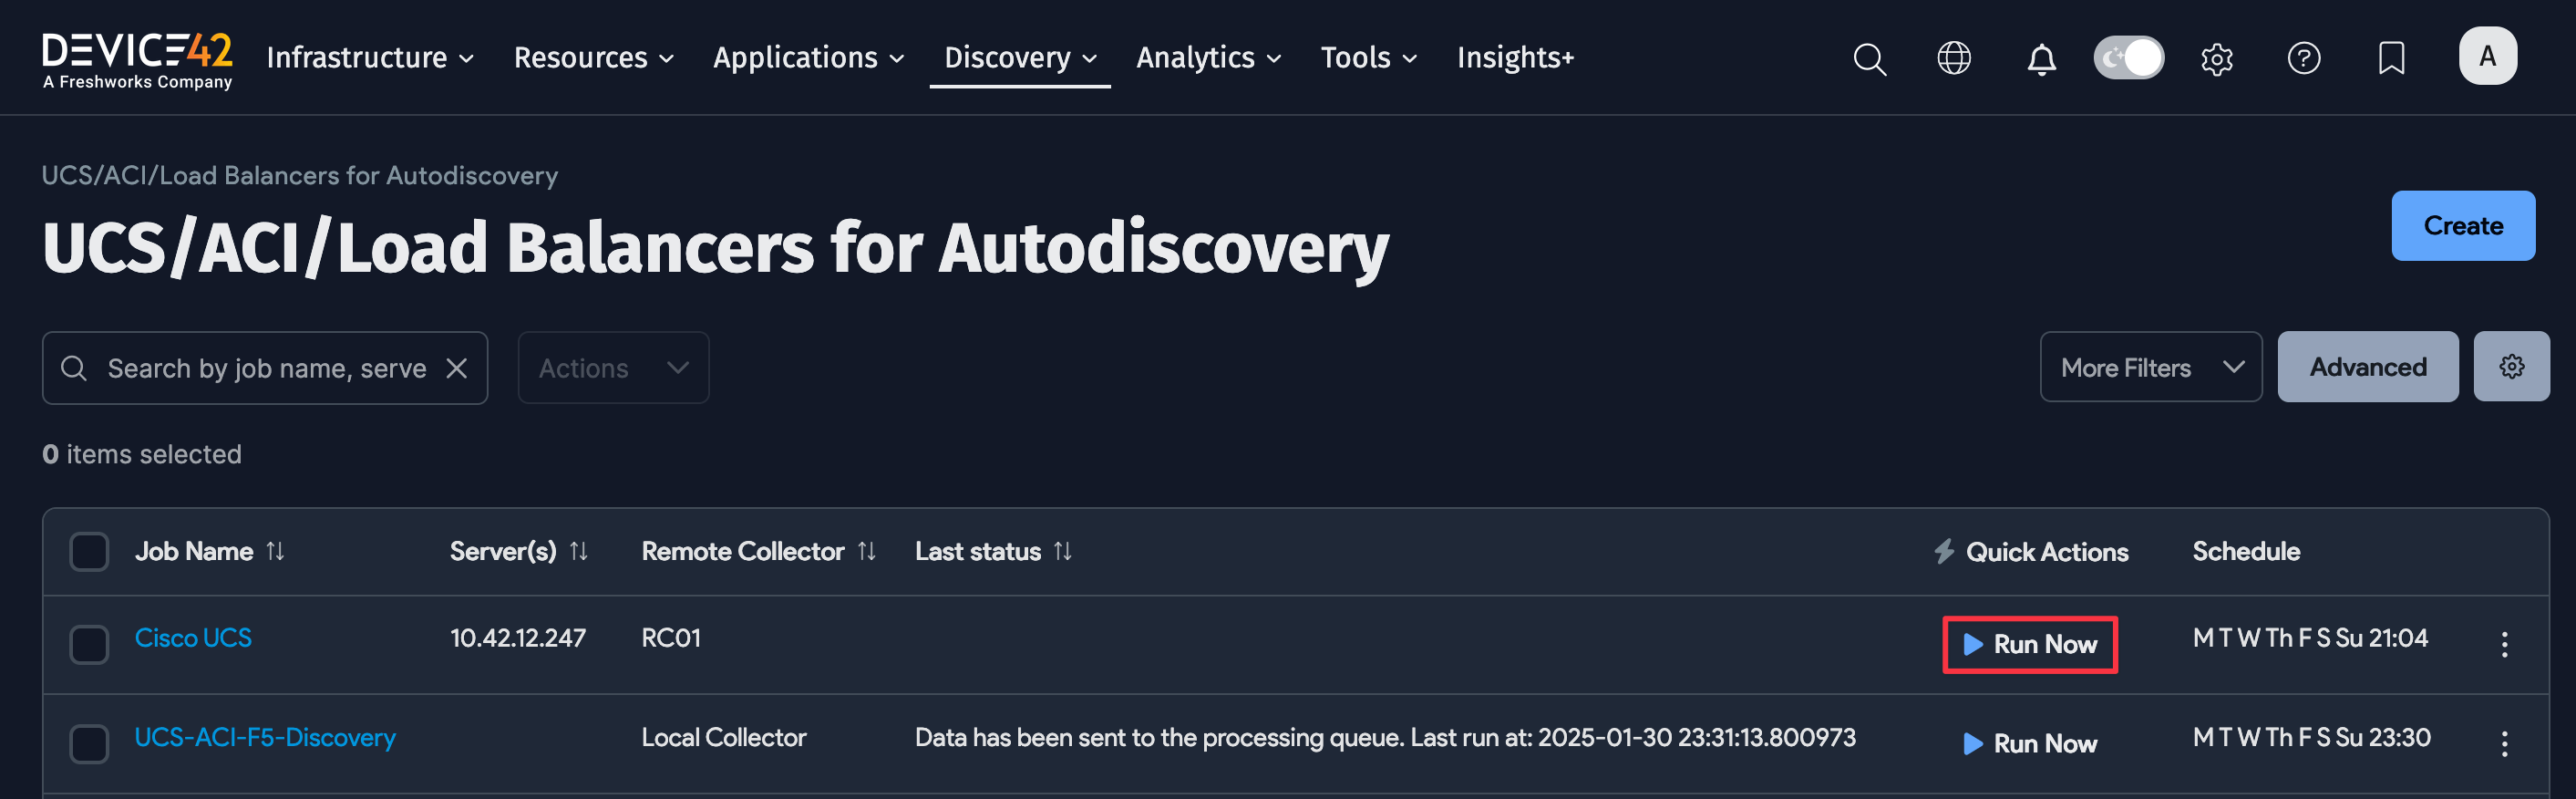 DEVICE42
A Freshworks Company
Infrastructure Resources Applications Discovery Analytics Tools Insights+
A
UCS/ACI/Load Balancers for Autodiscovery
UCS/ACI/Load Balancers for Autodiscovery
Create
Search by job name, serve
Actions
More Filters
Advanced
0 items selected
Job Name Server(s) Remote Collector Last status Quick Actions Schedule
Cisco UCS 10.42.12.247 RC01 Run Now M T W Th F S Su 21:04
UCS-ACI-F5-Discovery Local Collector Data has been sent to the processing queue. Last run at: 2025-01-30 23:31:13.800973 Run Now M T W Th F S Su 23:30